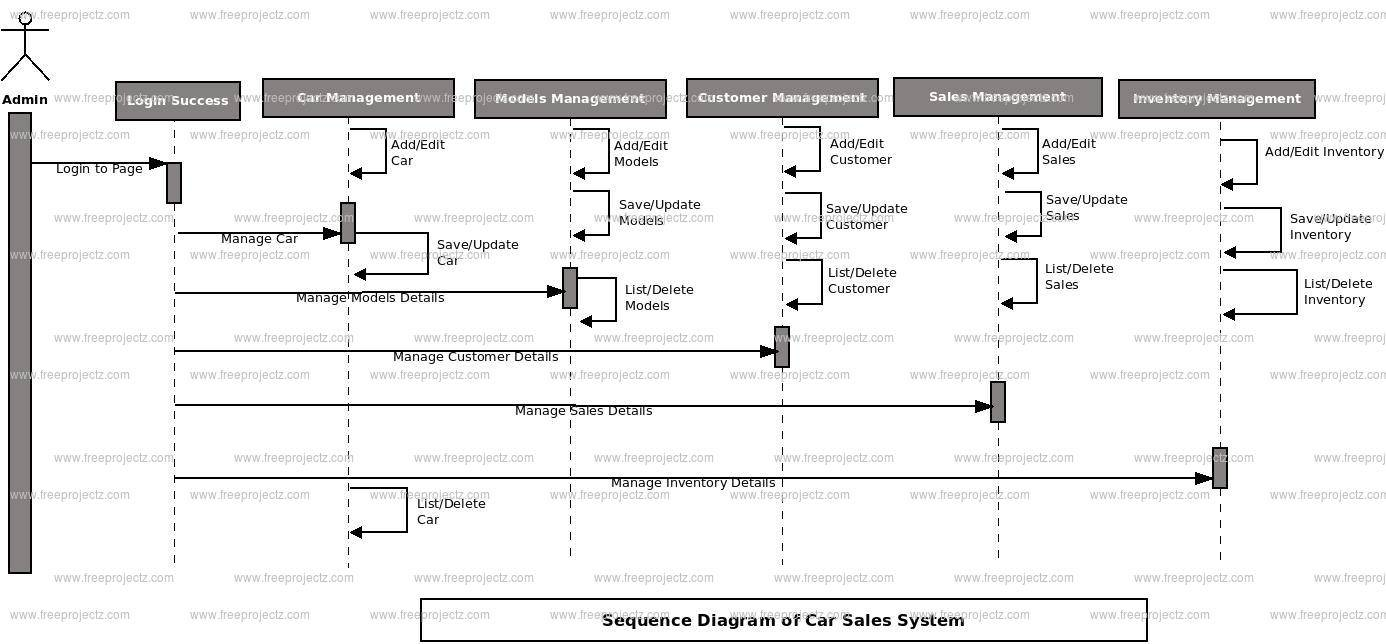 Admin
Login Success
Car Management
Models Management
Customer Management
Sales Management
Inventory Management
Add/Edit
Car
Add/Edit
Models
Add/Edit
Customer
Add/Edit
Sales
Add/Edit Inventory
Login to Page
Save/Update
Models
Save/Update
Customer
Save/Update
Sales
Save/Update
Inventory
Manage Car
Save/Update
Car
List/Delete
Models
List/Delete
Customer
List/Delete
Sales
List/Delete
Inventory
Manage Models Details
Manage Customer Details
Manage Sales Details
Manage Inventory Details
List/Delete
Car
Sequence Diagram of Car Sales System
www.freeprojectz.com